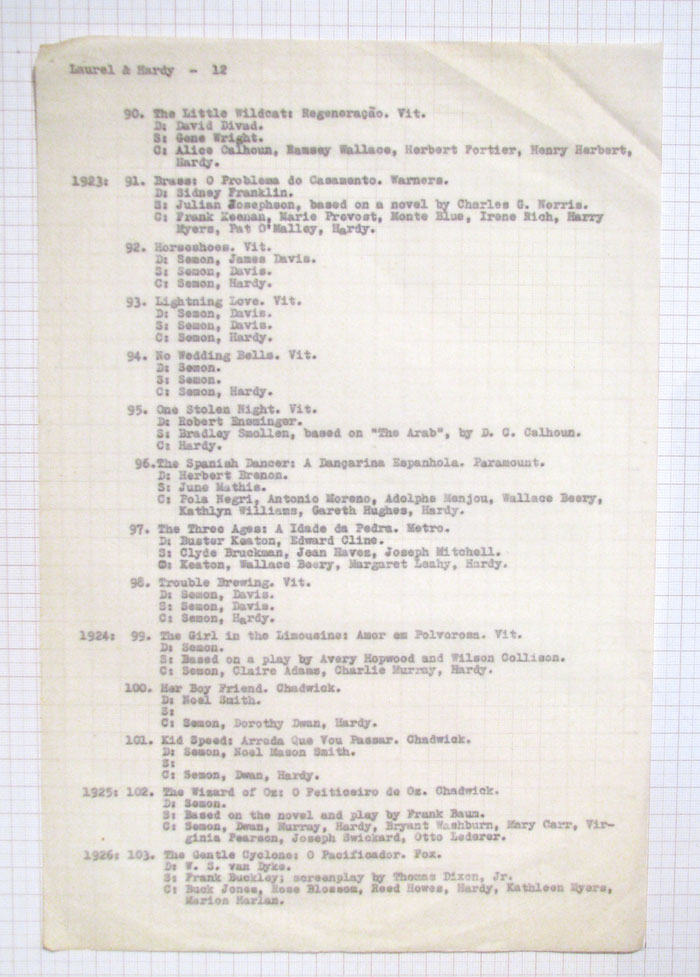 Laurel & Hardy - 12
90. The Little Wildcat: Regeneração. Vit.
D: David Divad.
S: Gene Wright.
C: Alice Calhoun, Ramsey Wallace, Herbert Fortier, Henry Herbert,
Hardy.
1923: 91. Brass: O Problema do Casamento. Warners.
D: Sidney Franklin.
S: Julian Josephson, based on a novel by Charles G. Norris.
C: Frank Keenan, Marie Prevost, Monte Blue, Irene Rich, Harry
Myers, Pat O'Malley, Hardy.
92. Horseshoes. Vit.
D: Semon, James Davis.
S: Semon, Davis.
C: Semon, Hardy.
93. Lightning Love. Vit.
D: Semon, Davis.
S: Semon, Davis.
C: Semon, Hardy.
94. No Wedding Bells. Vit.
D: Semon.
S: Semon.
C: Semon, Hardy.
95. One Stolen Night. Vit.
D: Robert Ensminger.
S: Bradley Smollen, based on "The Arab", by D. C. Calhoun.
C: Hardy.
96.The Spanish Dancer: A Dançarina Espanhola. Paramount.
D: Herbert Brenon.
S: June Mathis.
C: Pola Negri, Antonio Moreno, Adolphe Menjou, Wallace Beery,
Kathlyn Williams, Gareth Hughes, Hardy.
97. The Three Ages: A Idade da Pedra. Metro.
D: Buster Keaton, Edward Cline.
S: Clyde Bruckman, Jean Havez, Joseph Mitchell.
C: Keaton, Wallace Beery, Margaret Leahy, Hardy.
98. Trouble Brewing. Vit.
D: Semon, Davis.
S: Semon, Davis.
C: Semon, Hardy.
1924: 99. The Girl in the Limousine: Amor em Polvorosa. Vit.
D: Semon.
S: Based on a play by Avery Hopwood and Wilson Collison.
C: Semon, Claire Adams, Charlie Murray, Hardy.
100. Her Boy Friend. Chadwick.
D: Noel Smith.
S:
C: Semon, Dorothy Dwan, Hardy.
101. Kid Speed: Arreda Que Vou Passar. Chadwick.
D: Semon, Noel Mason Smith.
S:
C: Semon, Dwan, Hardy.
1925: 102. The Wizard of Oz: O Feiticeiro de Oz. Chadwick.
D: Semon.
S: Based on the novel and play by Frank Baum.
C: Semon, Dwan, Murray, Hardy, Bryant Washburn, Mary Carr, Vir-
ginia Pearson, Joseph Swickard, Otto Lederer.
1926: 103. The Gentle Cyclone: O Pacificador. Fox.
D: W. S. van Dyke.
S: Frank Buckley; screenplay by Thomas Dixon, Jr.
C: Buck Jones, Rose Blossom, Reed Howes, Hardy, Kathleen Myers,
Marion Harlan.